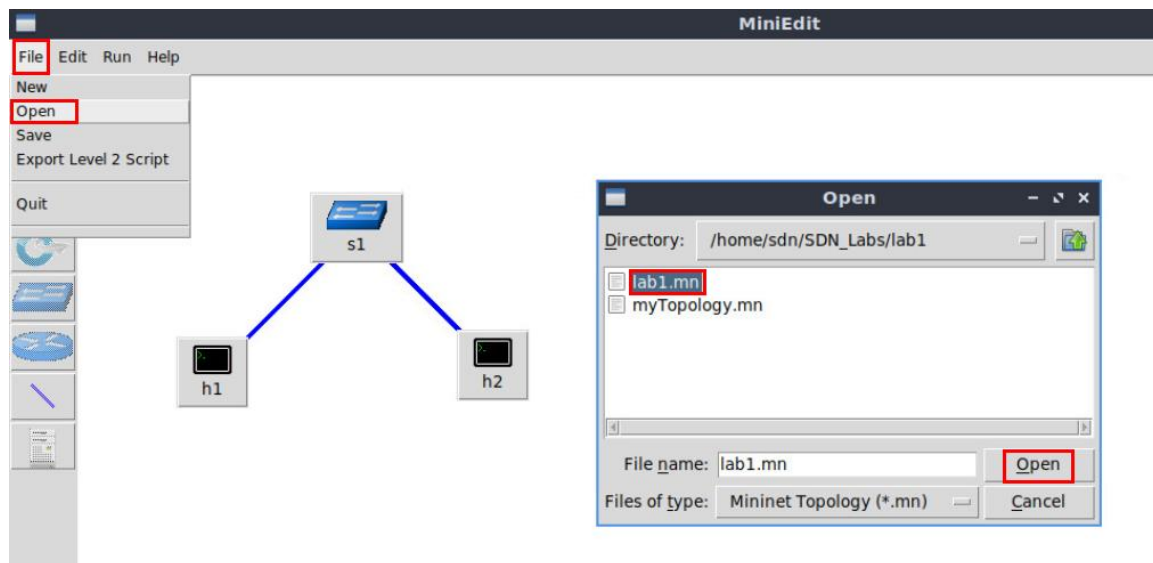 MiniEdit
File Edit Run Help
New
Open
Save
Export Level 2 Script
Quit
s1
h1
h2
Open
Directory: /home/sdn/SDN_Labs/lab1
lab1.mn
myTopology.mn
File name: lab1.mn
Open
Files of type: Mininet Topology (*.mn)
Cancel